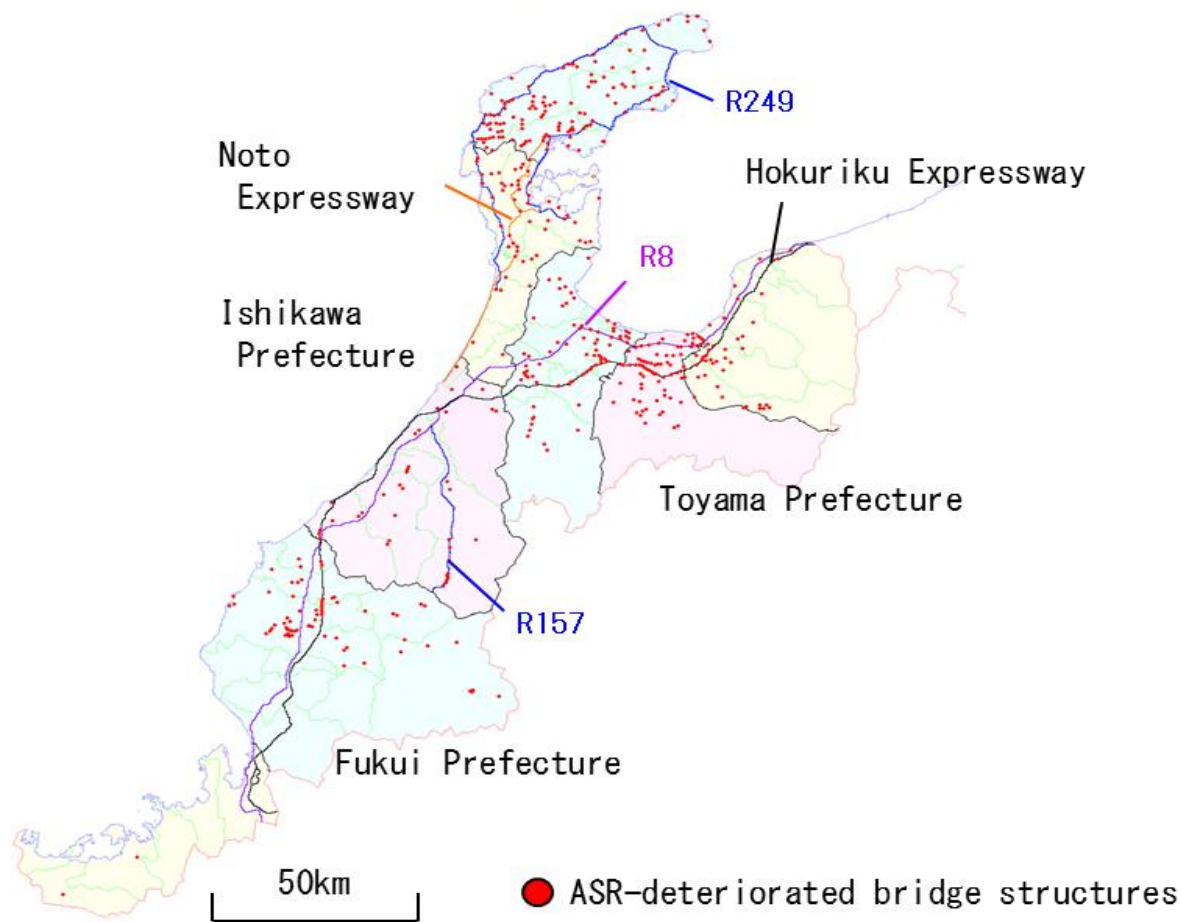 R249
Noto
Expressway
Hokuriku Expressway
R8
Ishikawa
Prefecture
Toyama Prefecture
R157
Fukui Prefecture
50km
ASR-deteriorated bridge structures